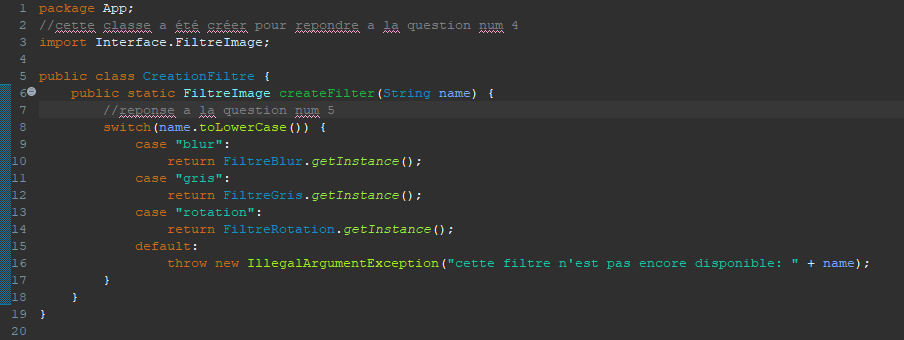 1 package App;
2 //cette classe a été créer pour repondre a la question num 4
3 import Interface.FiltreImage;
4
5 public class CreationFiltre {
6 public static FiltreImage createFilter(String name) {
7 //reponse a la question num 5
8 switch(name.toLowerCase()) {
9 case "blur":
10 return FiltreBlur.getInstance();
11 case "gris":
12 return FiltreGris.getInstance();
13 case "rotation":
14 return FiltreRotation.getInstance();
15 default:
16 throw new IllegalArgumentException("cette filtre n'est pas encore disponible: " + name);
17 }
18 }
19 }
20